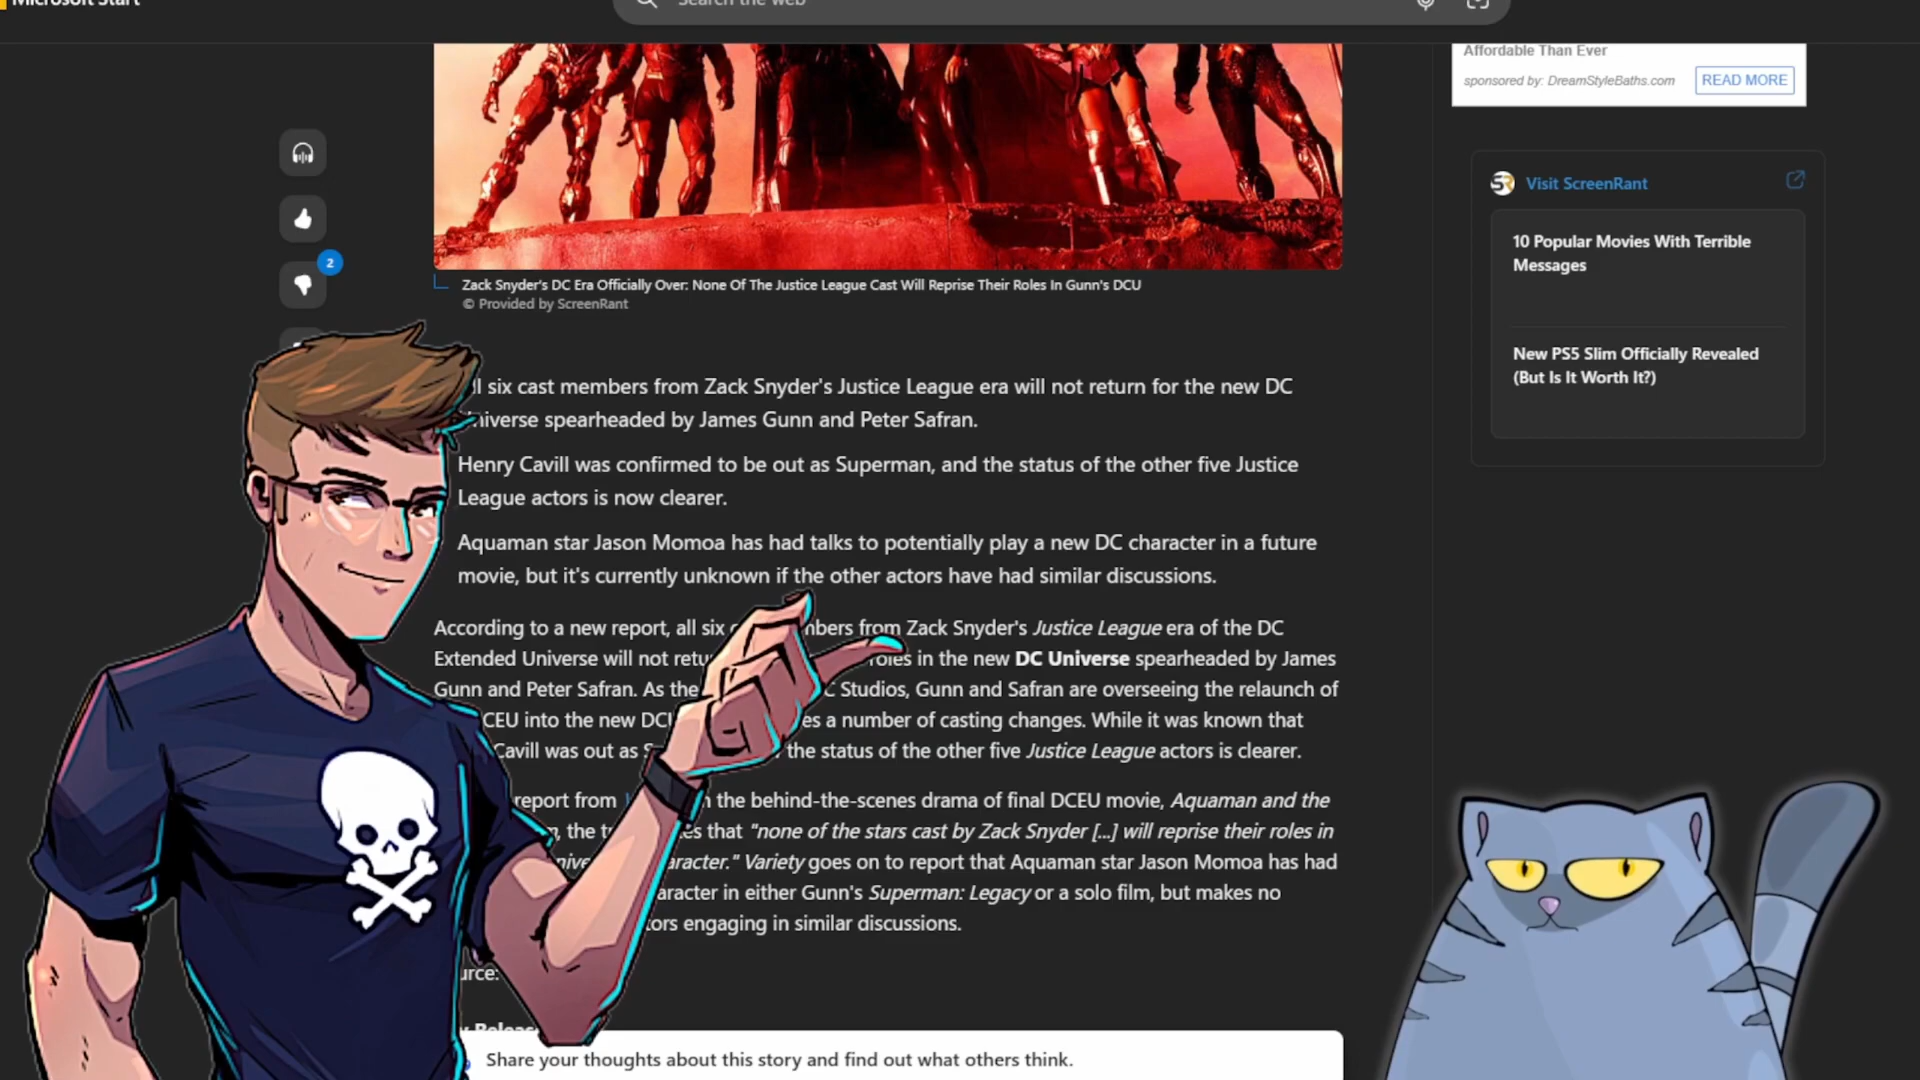 Microsoft Start
Search the web
Affordable Than Ever
sponsored by: DreamStyleBaths.com
READ MORE
2
Visit ScreenRant
10 Popular Movies With Terrible
Messages
New PS5 Slim Officially Revealed
(But Is It Worth It?)
Zack Snyder's DC Era Officially Over: None Of The Justice League Cast Will Reprise Their Roles In Gunn's DCU
© Provided by ScreenRant
six cast members from Zack Snyder's Justice League era will not return for the new DC
niverse spearheaded by James Gunn and Peter Safran.
Henry Cavill was confirmed to be out as Superman, and the status of the other five Justice
League actors is now clearer.
Aquaman star Jason Momoa has had talks to potentially play a new DC character in a future
movie, but it's currently unknown if the other actors have had similar discussions.
According to a new report, all six mbers from Zack Snyder's Justice League era of the DC
Extended Universe will not retu roles in the new DC Universe spearheaded by James
Gunn and Peter Safran. As the C Studios, Gunn and Safran are overseeing the relaunch of
CEU into the new DCU es a number of casting changes. While it was known that
Cavill was out as S the status of the other five Justice League actors is clearer.
report from the behind-the-scenes drama of final DCEU movie, Aquaman and the
, the tr es that "none of the stars cast by Zack Snyder [...] will reprise their roles in
nive aracter." Variety goes on to report that Aquaman star Jason Momoa has had
aracter in either Gunn's Superman: Legacy or a solo film, but makes no
tors engaging in similar discussions.
urce:
Releas
Share your thoughts about this story and find out what others think.